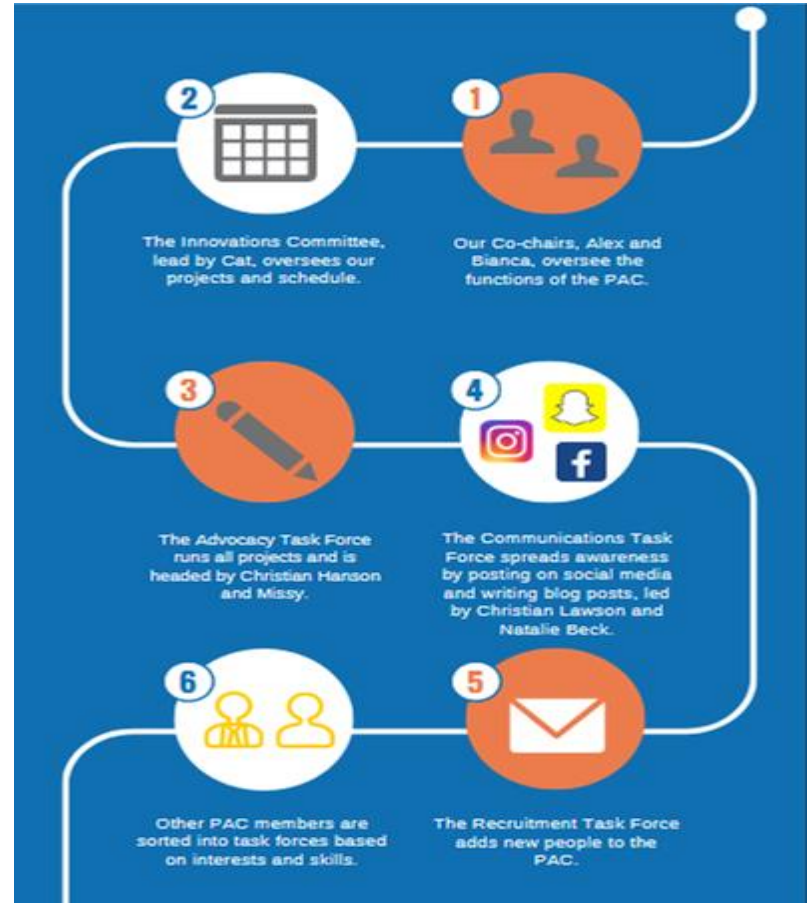 1
Our Co-chairs, Alex and
Bianca, oversee the
functions of the PAC.
2
The Innovations Committee,
lead by Cat, oversees our
projects and schedule.
3
The Advocacy Task Force
runs all projects and is
headed by Christian Hanson
and Missy.
4
The Communications Task
Force spreads awareness
by posting on social media
and writing blog posts, led
by Christian Lawson and
Natalie Beck.
5
The Recruitment Task Force
adds new people to the
PAC.
6
Other PAC members are
sorted into task forces based
on interests and skills.